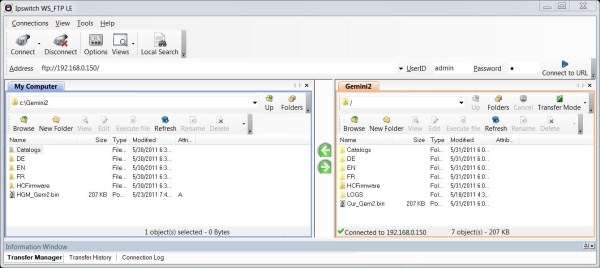 Ipswitch WS_FTP LE
Connections View Tools Help
Connect Disconnect Options Views Local Search
Address ftp://192.168.0.150/ UserID admin Password Connect to URL
My Computer
c:\Gemini2 Up Folders
Browse New Folder View Edit Execute file Refresh Rename Delete
Name Size Type Modified Attri...
Catalogs File... 5/30/2011 6:3...
DE File... 5/30/2011 6:3...
EN File... 5/30/2011 6:3...
FR File... 5/30/2011 6:3...
HCFirmware File... 5/30/2011 6:3...
HGM_Gem2.bin 207 KB Po... 5/23/2011 7:4... A
1 object(s) selected - 0 Bytes
Gemini2
/ Up Folders Cancel Transfer Mode
Browse New Folder View Edit Execute file Refresh Rename Delete
Name Size Type Modified Attrib...
Catalogs Fol... 5/31/2011 6:0...
DE Fol... 5/31/2011 6:0...
EN Fol... 5/31/2011 6:0...
FR Fol... 5/31/2011 6:0...
HCFirmware Fol... 5/31/2011 6:0...
LOGS Fol... 5/18/2011 4:3...
Cur_Gem2.bin 207 KB Po... 5/31/2011 6:0...
Connected to 192.168.0.150 7 object(s) - 207 KB
Information Window
Transfer Manager Transfer History Connection Log